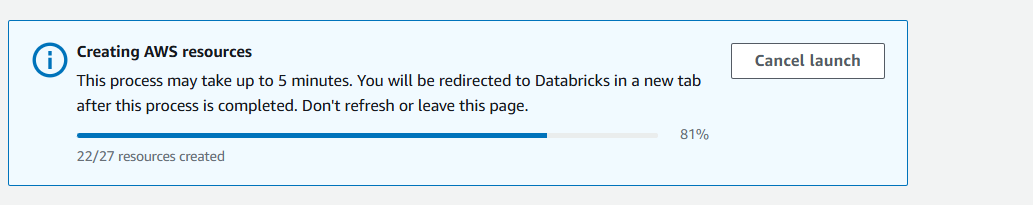 Creating AWS resources
Cancel launch
This process may take up to 5 minutes. You will be redirected to Databricks in a new tab
after this process is completed. Don't refresh or leave this page.
81%
22/27 resources created